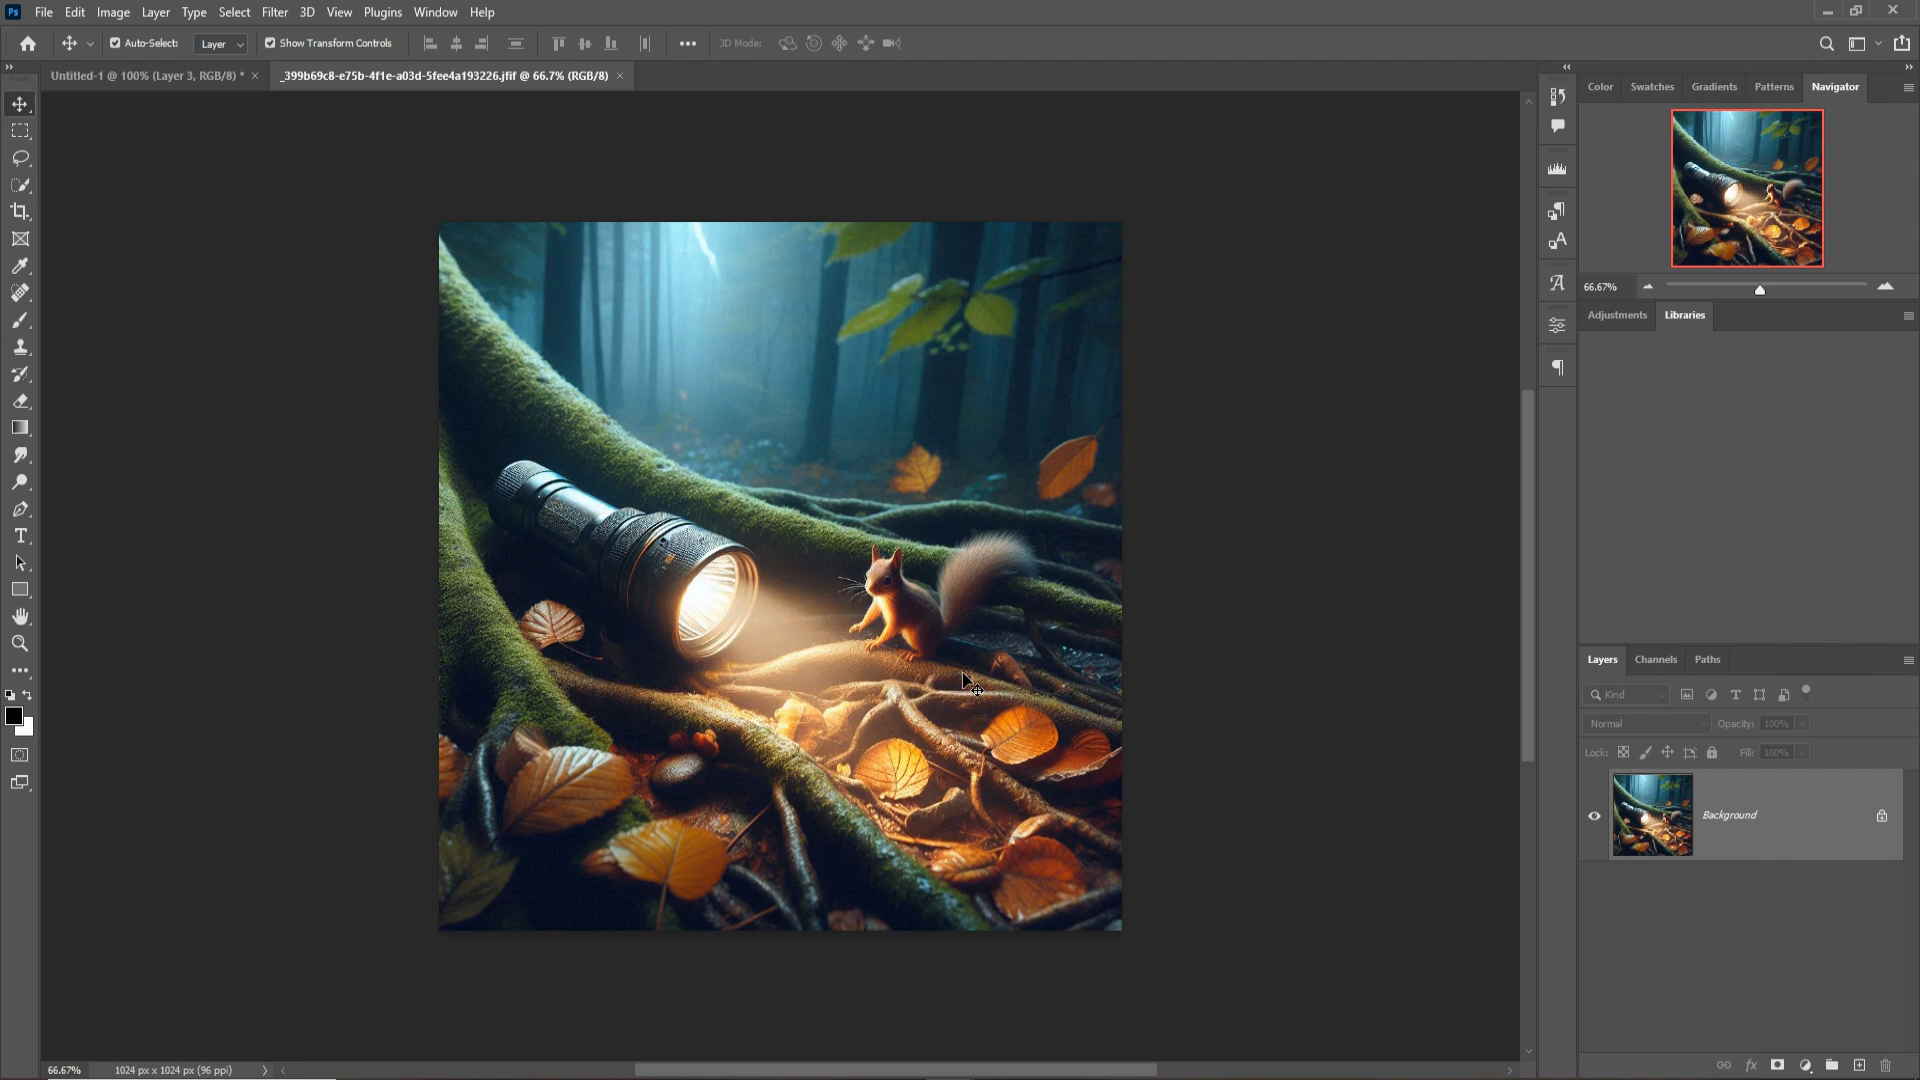 Ps File Edit Image Layer Type Select Filter 3D View Plugins Window Help
Auto-Select: Layer Show Transform Controls 3D Mode:
Untitled-1 @ 100% (Layer 3, RGB/8) * × _399b69c8-e75b-4f1e-a03d-5fee4a193226.jfif @ 66.7% (RGB/8) ×
Color Swatches Gradients Patterns Navigator
66.67%
Adjustments Libraries
Layers Channels Paths
Kind
Normal Opacity: 100%
Lock: Fill: 100%
Background
66.67% 1024 px x 1024 px (96 ppi)